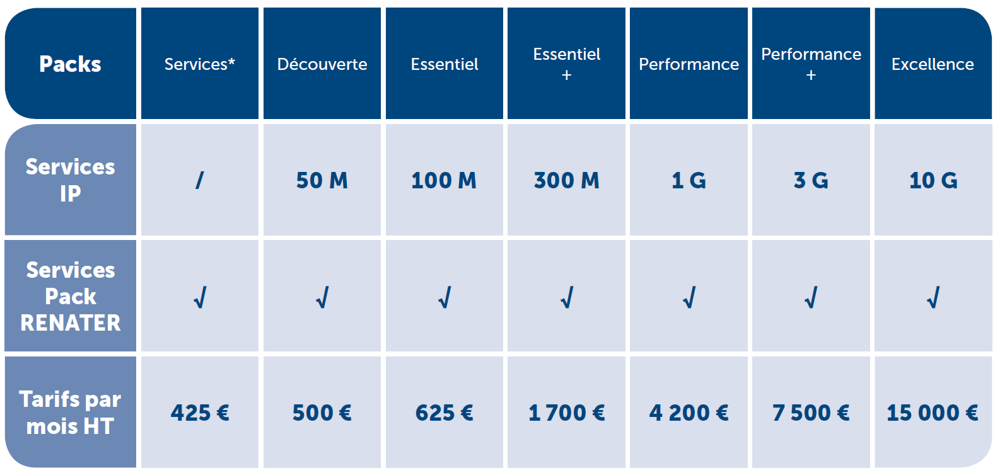 Packs
Services*
Découverte
Essentiel
Essentiel
+
Performance
Performance
+
Excellence
Services
IP
/
50 M
100 M
300 M
1 G
3 G
10 G
Services
Pack
RENATER
√
√
√
√
√
√
√
Tarifs par
mois HT
425 €
500 €
625 €
1 700 €
4 200 €
7 500 €
15 000 €